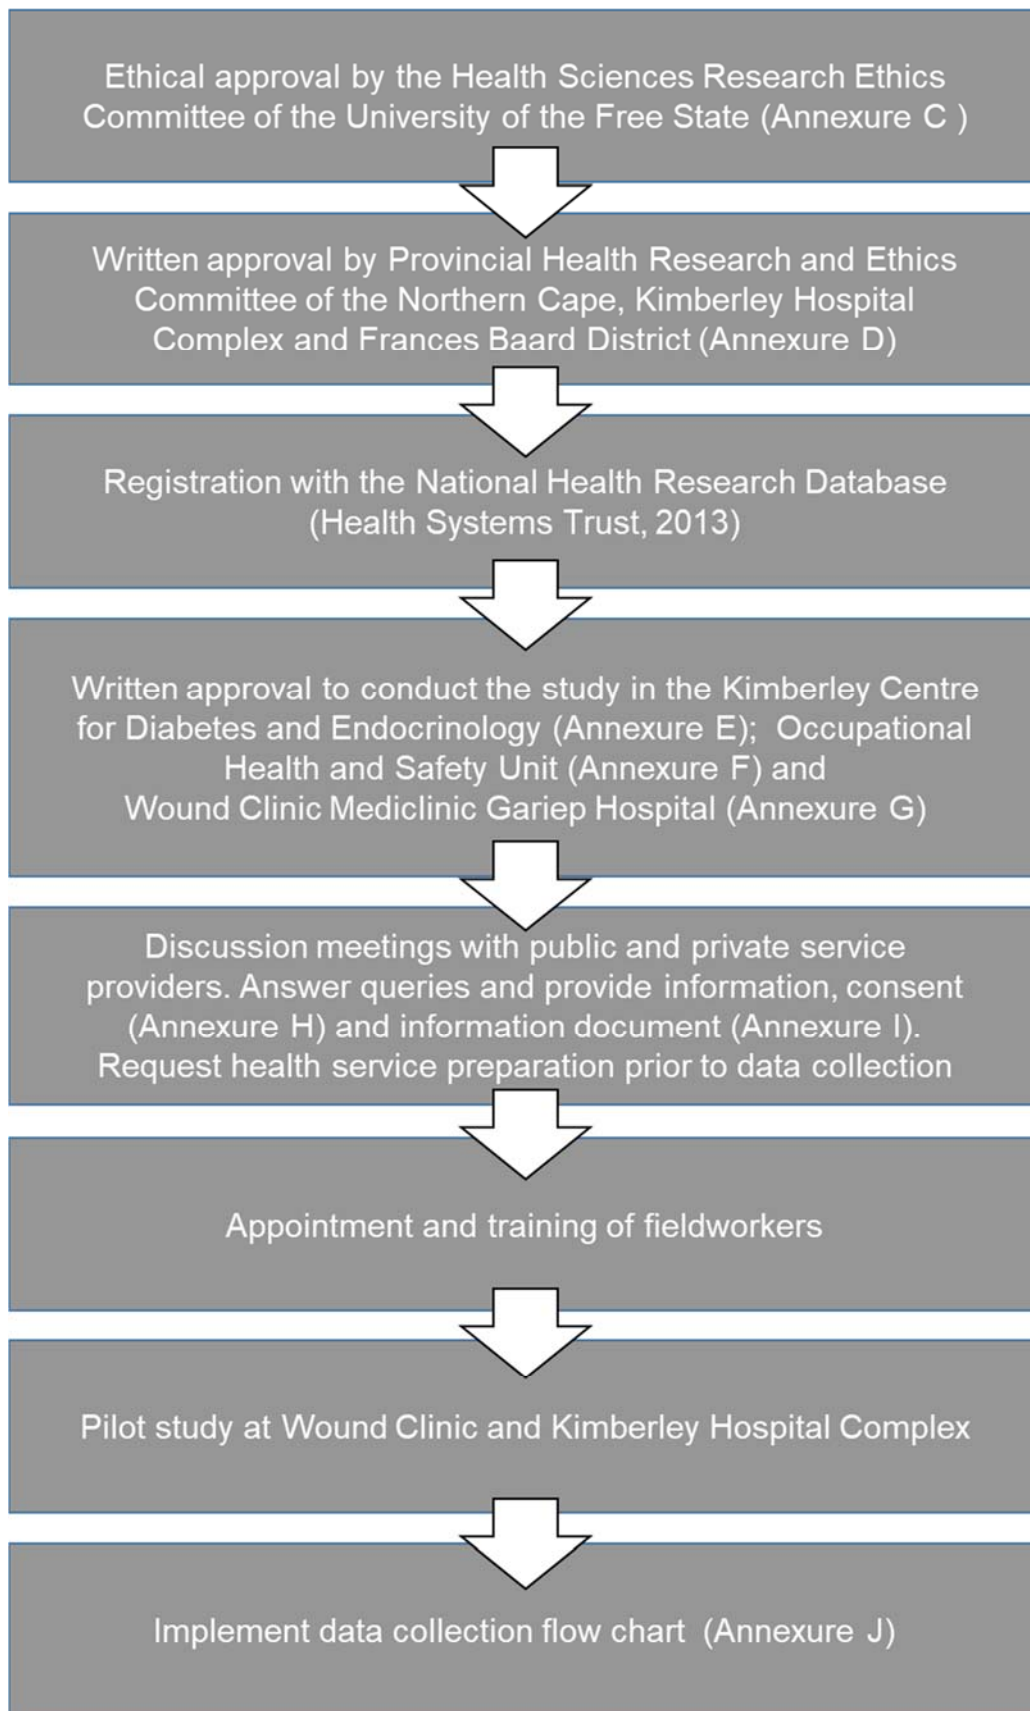 Ethical approval by the Health Sciences Research Ethics
Committee of the University of the Free State (Annexure C )
Written approval by Provincial Health Research and Ethics
Committee of the Northern Cape, Kimberley Hospital
Complex and Frances Baard District (Annexure D)
Registration with the National Health Research Database
(Health Systems Trust, 2013)
Written approval to conduct the study in the Kimberley Centre
for Diabetes and Endocrinology (Annexure E);  Occupational
Health and Safety Unit (Annexure F) and
Wound Clinic Mediclinic Gariep Hospital (Annexure G)
Discussion meetings with public and private service
providers. Answer queries and provide information, consent
(Annexure H) and information document (Annexure I).
Request health service preparation prior to data collection
Appointment and training of fieldworkers
Pilot study at Wound Clinic and Kimberley Hospital Complex
Implement data collection flow chart  (Annexure J)